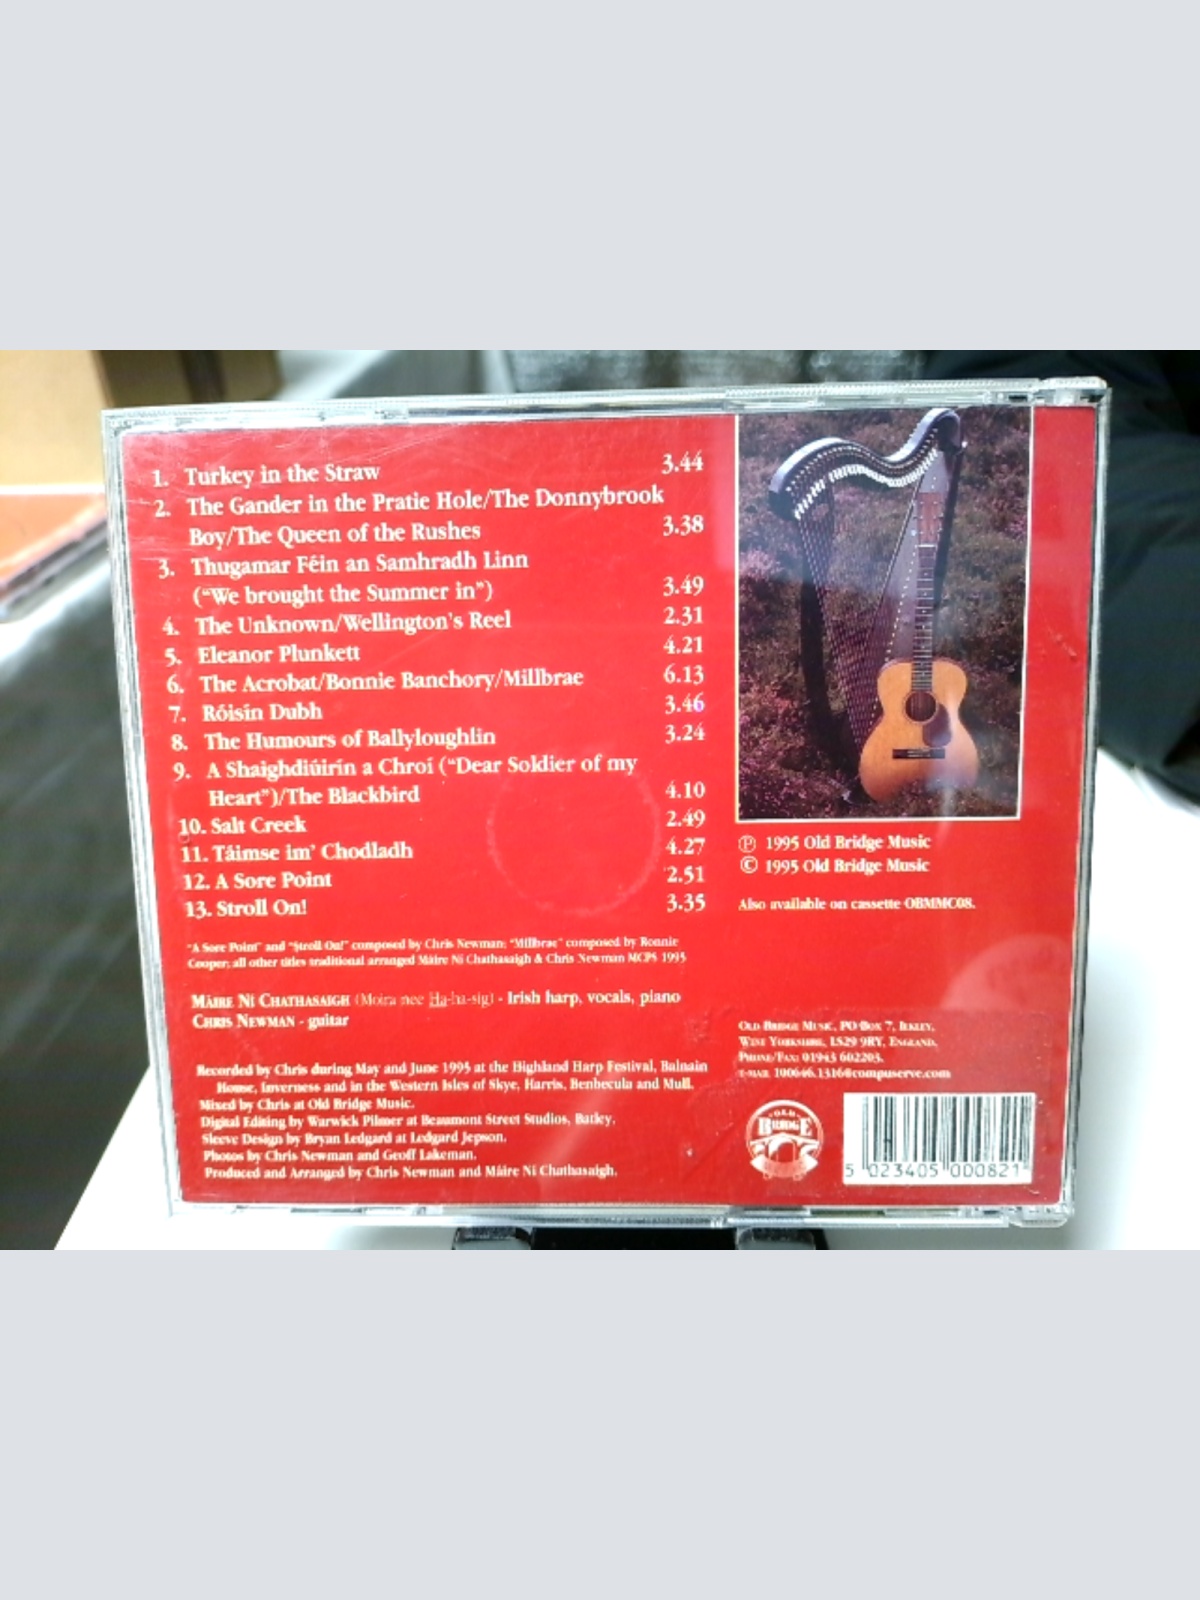 1. Turkey in the Straw 3.44
2. The Gander in the Pratie Hole/The Donnybrook
Boy/The Queen of the Rushes 3.38
3. Thugamar Féin an Samhradh Linn
("We brought the Summer in") 3.49
4. The Unknown/Wellington's Reel 2.31
5. Eleanor Plunkett 4.21
6. The Acrobat/Bonnie Banchory/Millbrae 6.13
7. Róisín Dubh 3.46
8. The Humours of Ballyloughlin 3.24
9. A Shaighdiúirín a Chroí ("Dear Soldier of my
Heart")/The Blackbird 4.10
10. Salt Creek 2.49
11. Táimse im' Chodladh 4.27
12. A Sore Point 2.51
13. Stroll On! 3.35
"A Sore Point" and "Stroll On!" composed by Chris Newman; "Millbrae" composed by Ronnie
Cooper; all other titles traditional arranged Máire Ní Chathasaigh & Chris Newman MCPS 1995
MÁIRE NÍ CHATHASAIGH (Moira nee Ha-ha-sig) - Irish harp, vocals, piano
CHRIS NEWMAN - guitar
Recorded by Chris during May and June 1995 at the Highland Harp Festival, Balnain
House, Inverness and in the Western Isles of Skye, Harris, Benbecula and Mull.
Mixed by Chris at Old Bridge Music.
Digital Editing by Warwick Pilmer at Beaumont Street Studios, Batley.
Sleeve Design by Bryan Ledgard at Ledgard Jepson.
Photos by Chris Newman and Geoff Lakeman.
Produced and Arranged by Chris Newman and Máire Ní Chathasaigh.
℗ 1995 Old Bridge Music
© 1995 Old Bridge Music
Also available on cassette OBMMC08.
OLD BRIDGE MUSIC, PO BOX 7, ILKLEY,
WEST YORKSHIRE, LS29 9RY, ENGLAND.
PHONE/FAX: 01943 602203.
E-MAIL 100646.1316@compuserve.com
OLD
BRIDGE
5 023405 000821